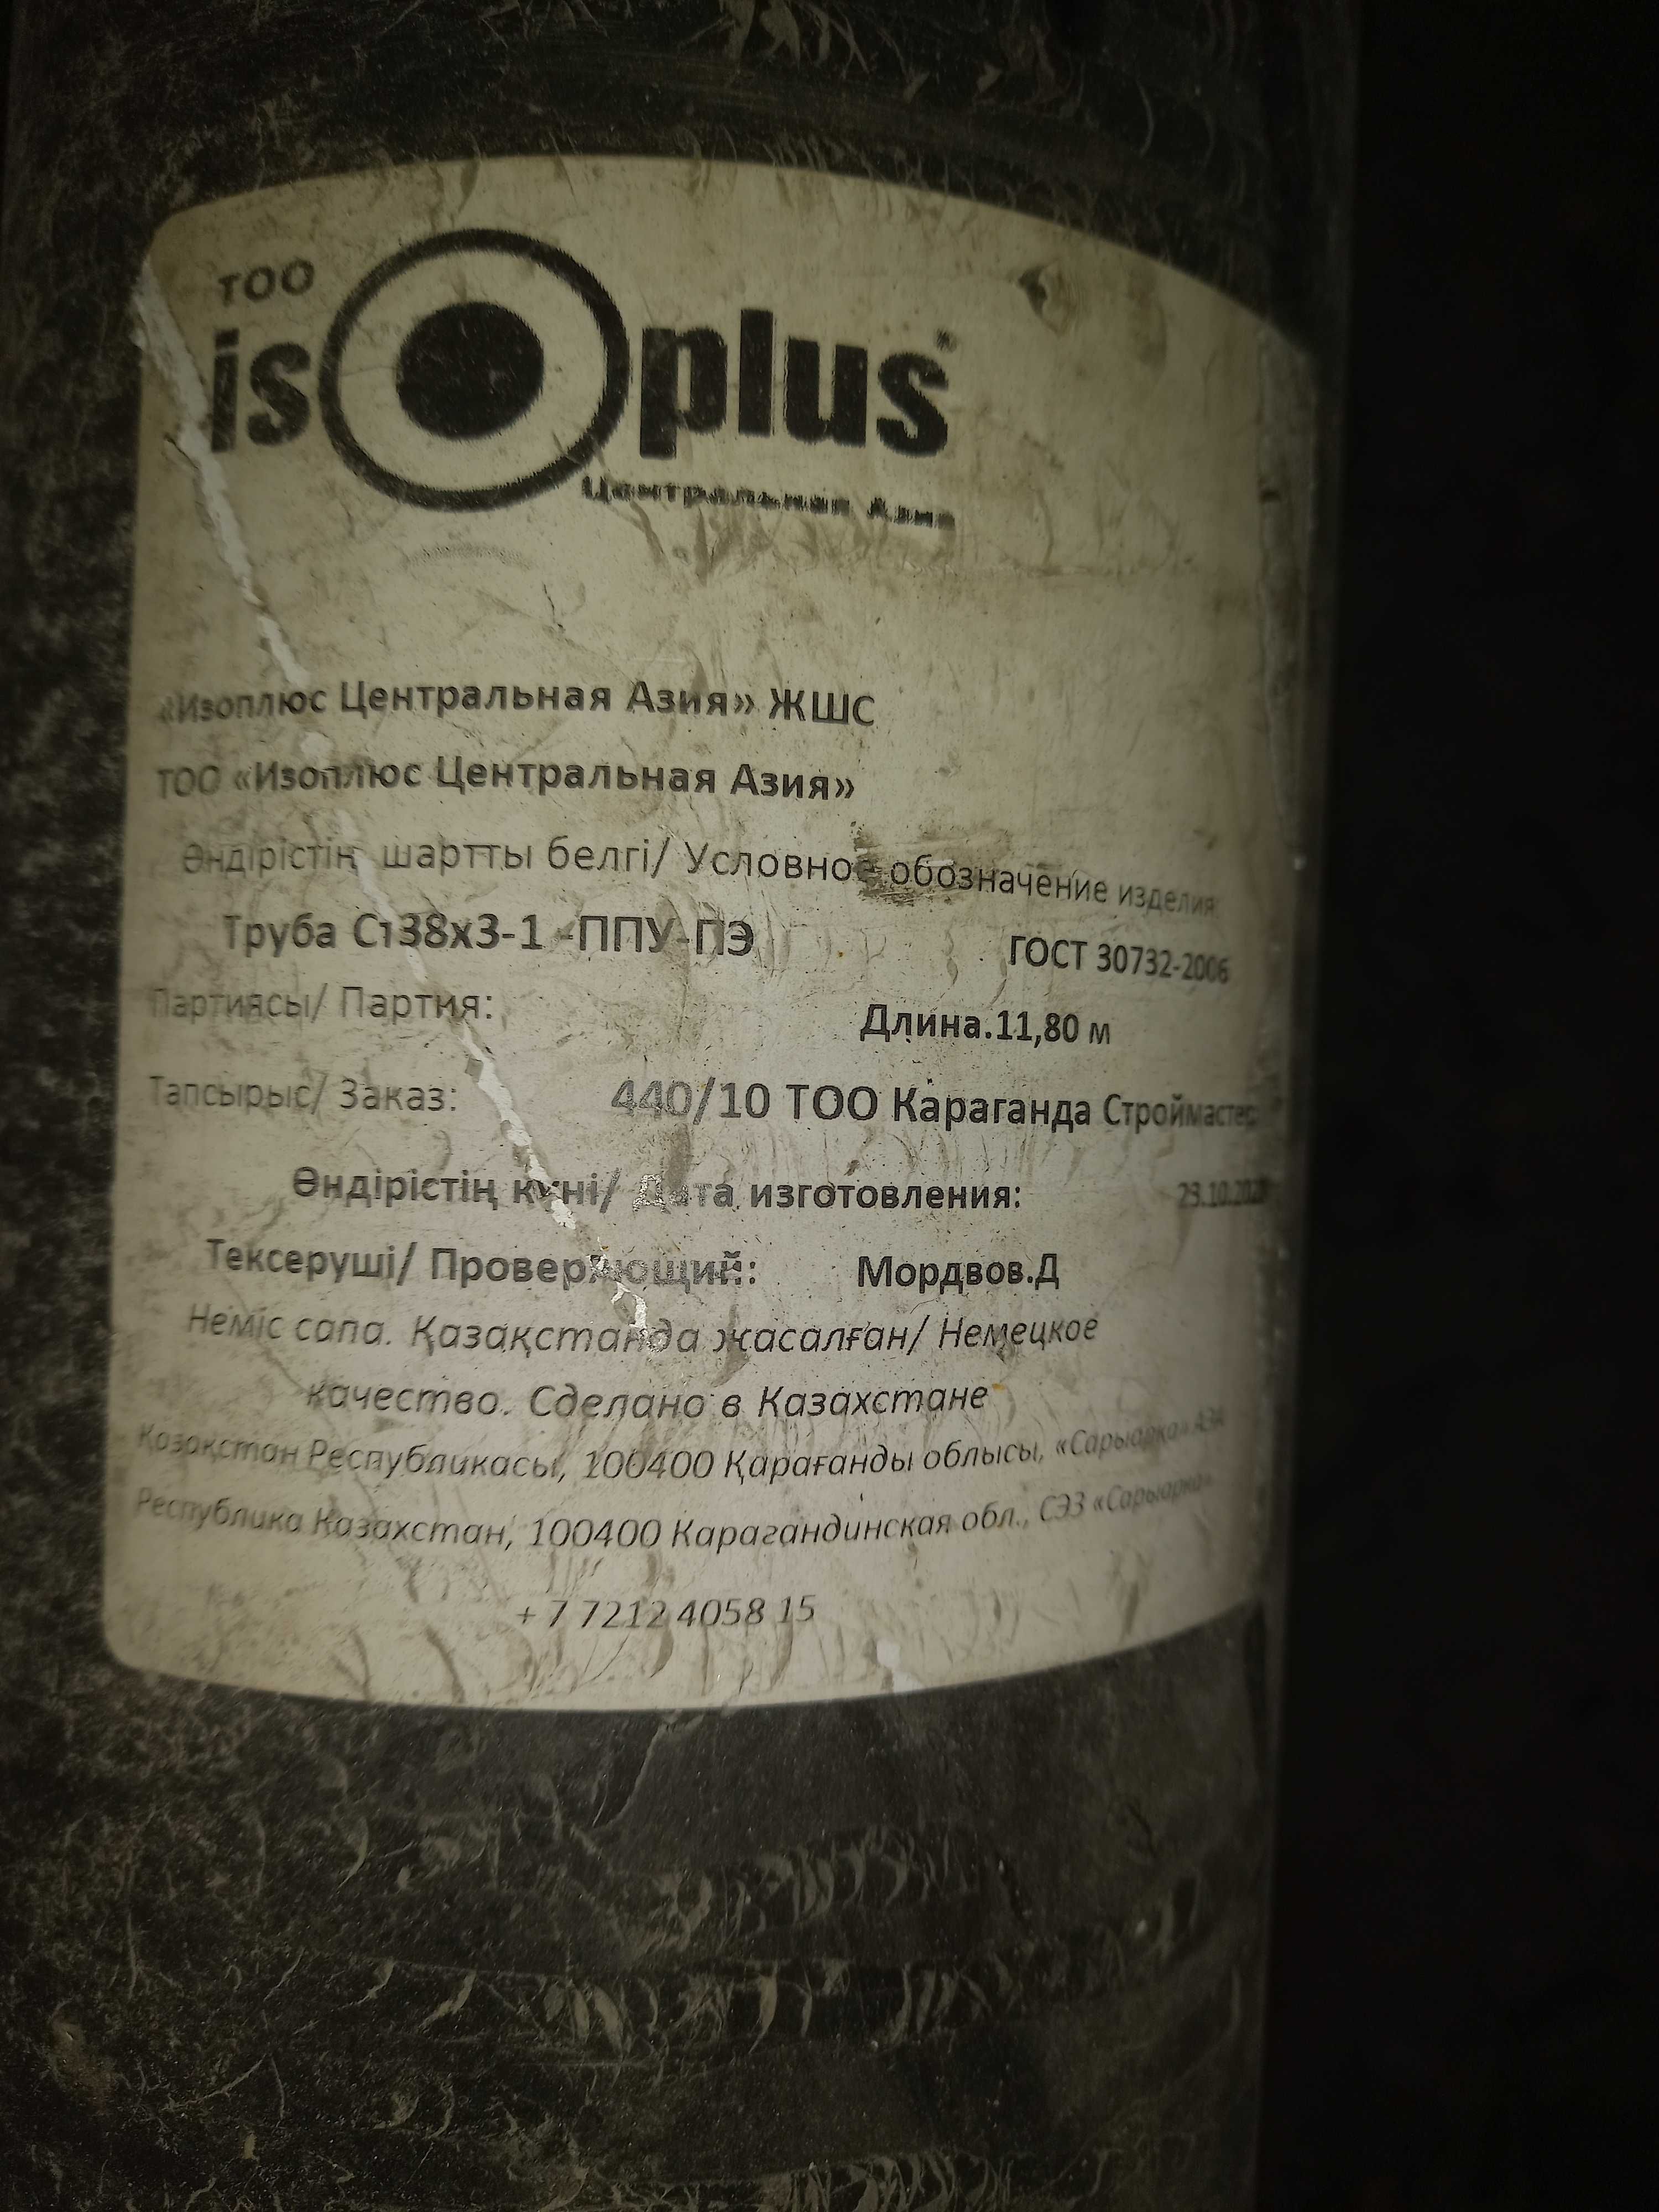 ТОО
isoplus
Центральная Азия
«Изоплюс Центральная Азия» ЖШС
ТОО «Изоплюс Центральная Азия»
Өндірістің шартты белгі/ Условное обозначение изделия
Труба Ст38х3-1 -ППУ-ПЭ ГОСТ 30732-2006
Партиясы/ Партия: Длина.11,80 м
Тапсырыс/ Заказ: 440/10 ТОО Караганда Строймастер
Өндірістің күні/ Дата изготовления:
Тексеруші/ Проверяющий: Мордвов.Д
Неміс сапа. Қазақстанда жасалған/ Немецкое
качество. Сделано в Казахстане
Қазақстан Республикасы, 100400 Қарағанды облысы, «Сарыарка» АЭА
Республика Казахстан, 100400 Карагандинская обл., СЭЗ «Сарыарка»
+ 7 7212 4058 15